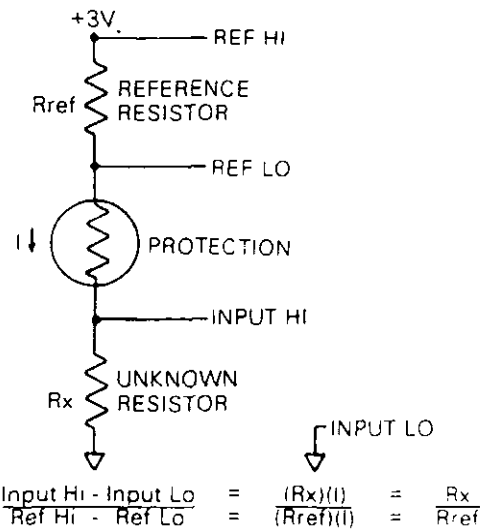 +3V
REF HI
Rref
REFERENCE
RESISTOR
REF LO
I
PROTECTION
INPUT HI
Rx
UNKNOWN
RESISTOR
INPUT LO
Input Hi - Input Lo = (Rx)(I) = Rx
Ref Hi - Ref Lo = (Rref)(I) = Rref